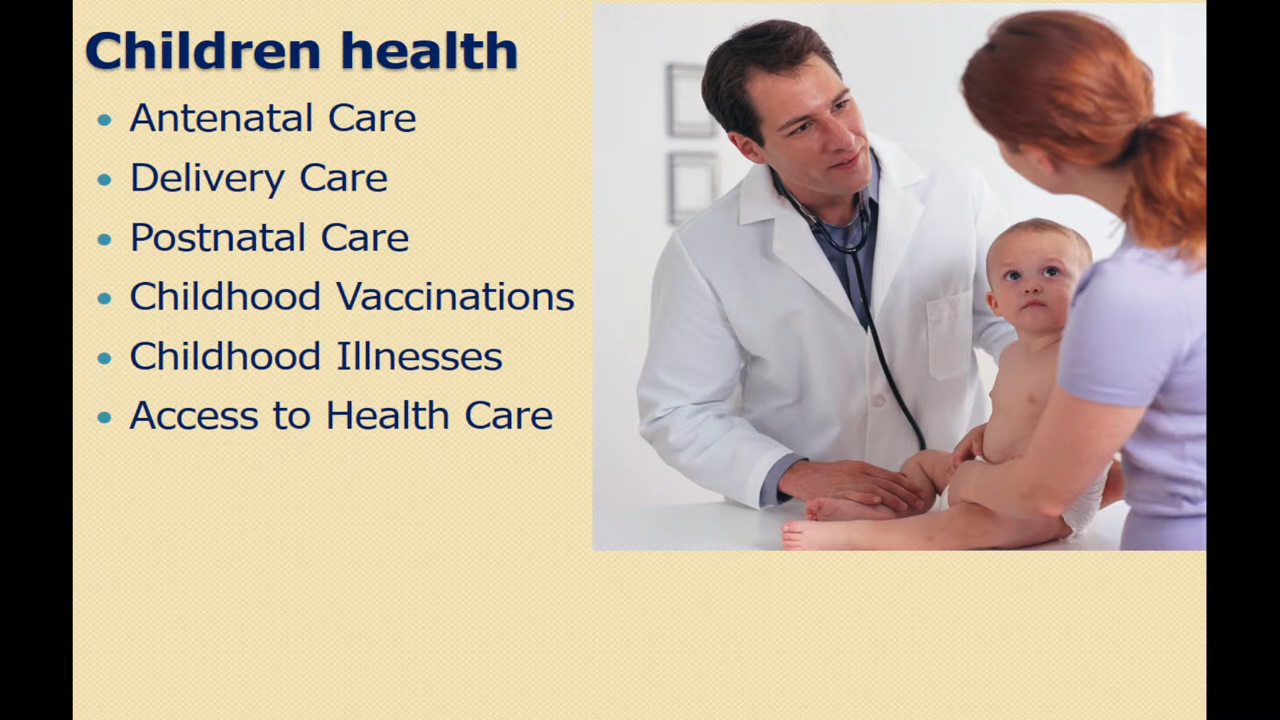 Children health
• Antenatal Care
• Delivery Care
• Postnatal Care
• Childhood Vaccinations
• Childhood Illnesses
• Access to Health Care